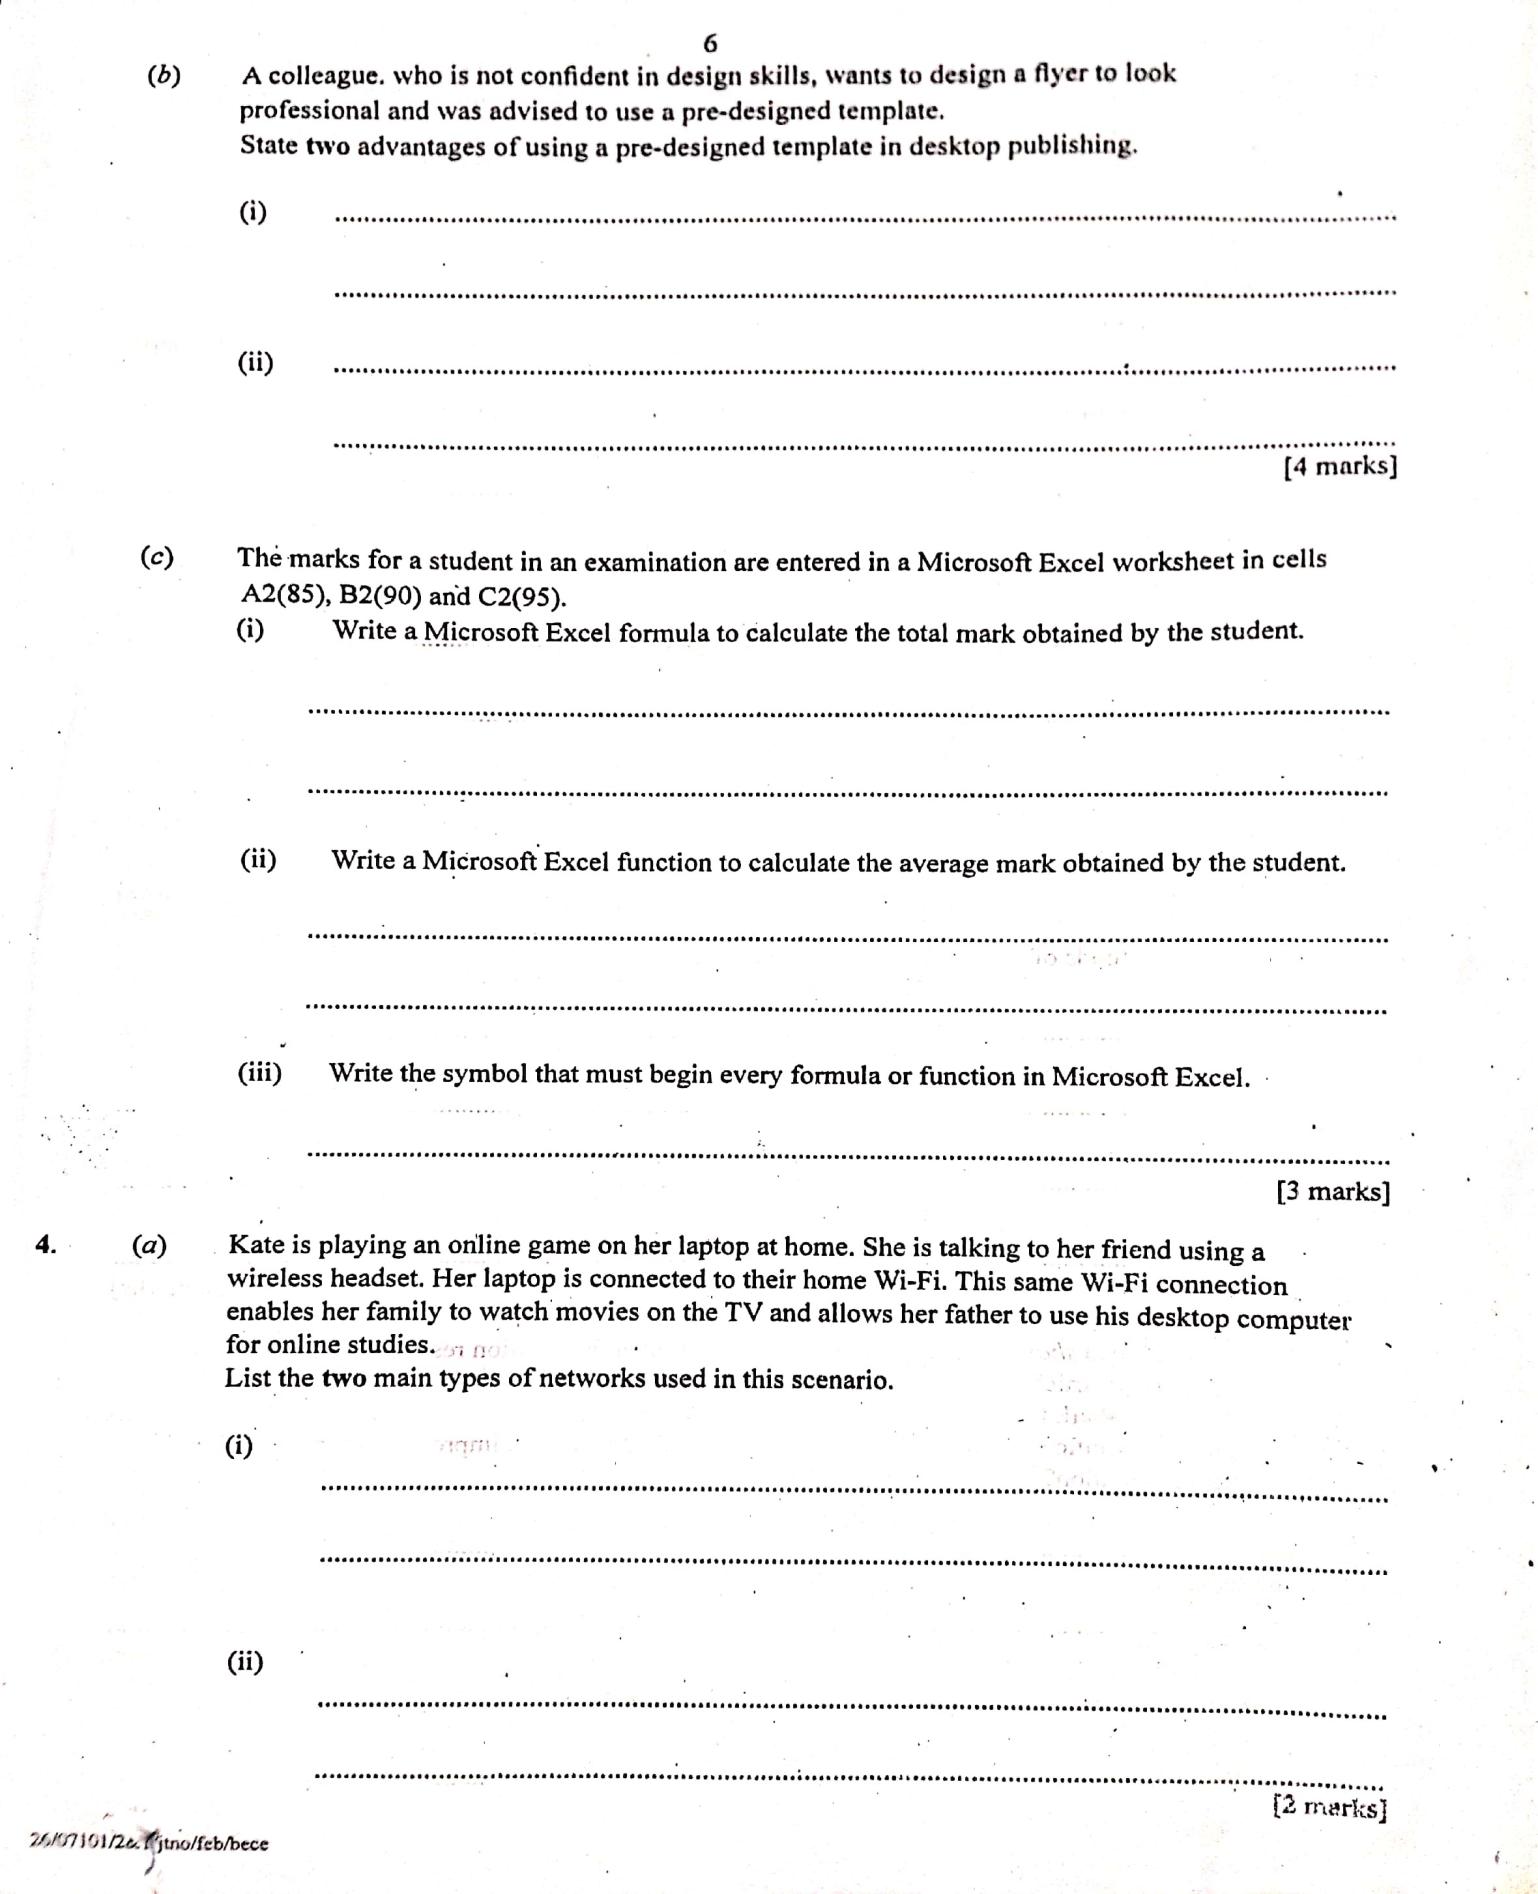 6
(b) A colleague. who is not confident in design skills, wants to design a flyer to look
professional and was advised to use a pre-designed template.
State two advantages of using a pre-designed template in desktop publishing.
(i)
(ii)
[4 marks]
(c) The marks for a student in an examination are entered in a Microsoft Excel worksheet in cells
A2(85), B2(90) and C2(95).
(i) Write a Microsoft Excel formula to calculate the total mark obtained by the student.
(ii) Write a Microsoft Excel function to calculate the average mark obtained by the student.
(iii) Write the symbol that must begin every formula or function in Microsoft Excel.
[3 marks]
4. (a) Kate is playing an online game on her laptop at home. She is talking to her friend using a
wireless headset. Her laptop is connected to their home Wi-Fi. This same Wi-Fi connection
enables her family to watch movies on the TV and allows her father to use his desktop computer
for online studies.
List the two main types of networks used in this scenario.
(i)
(ii)
[2 marks]
jtno/feb/bece